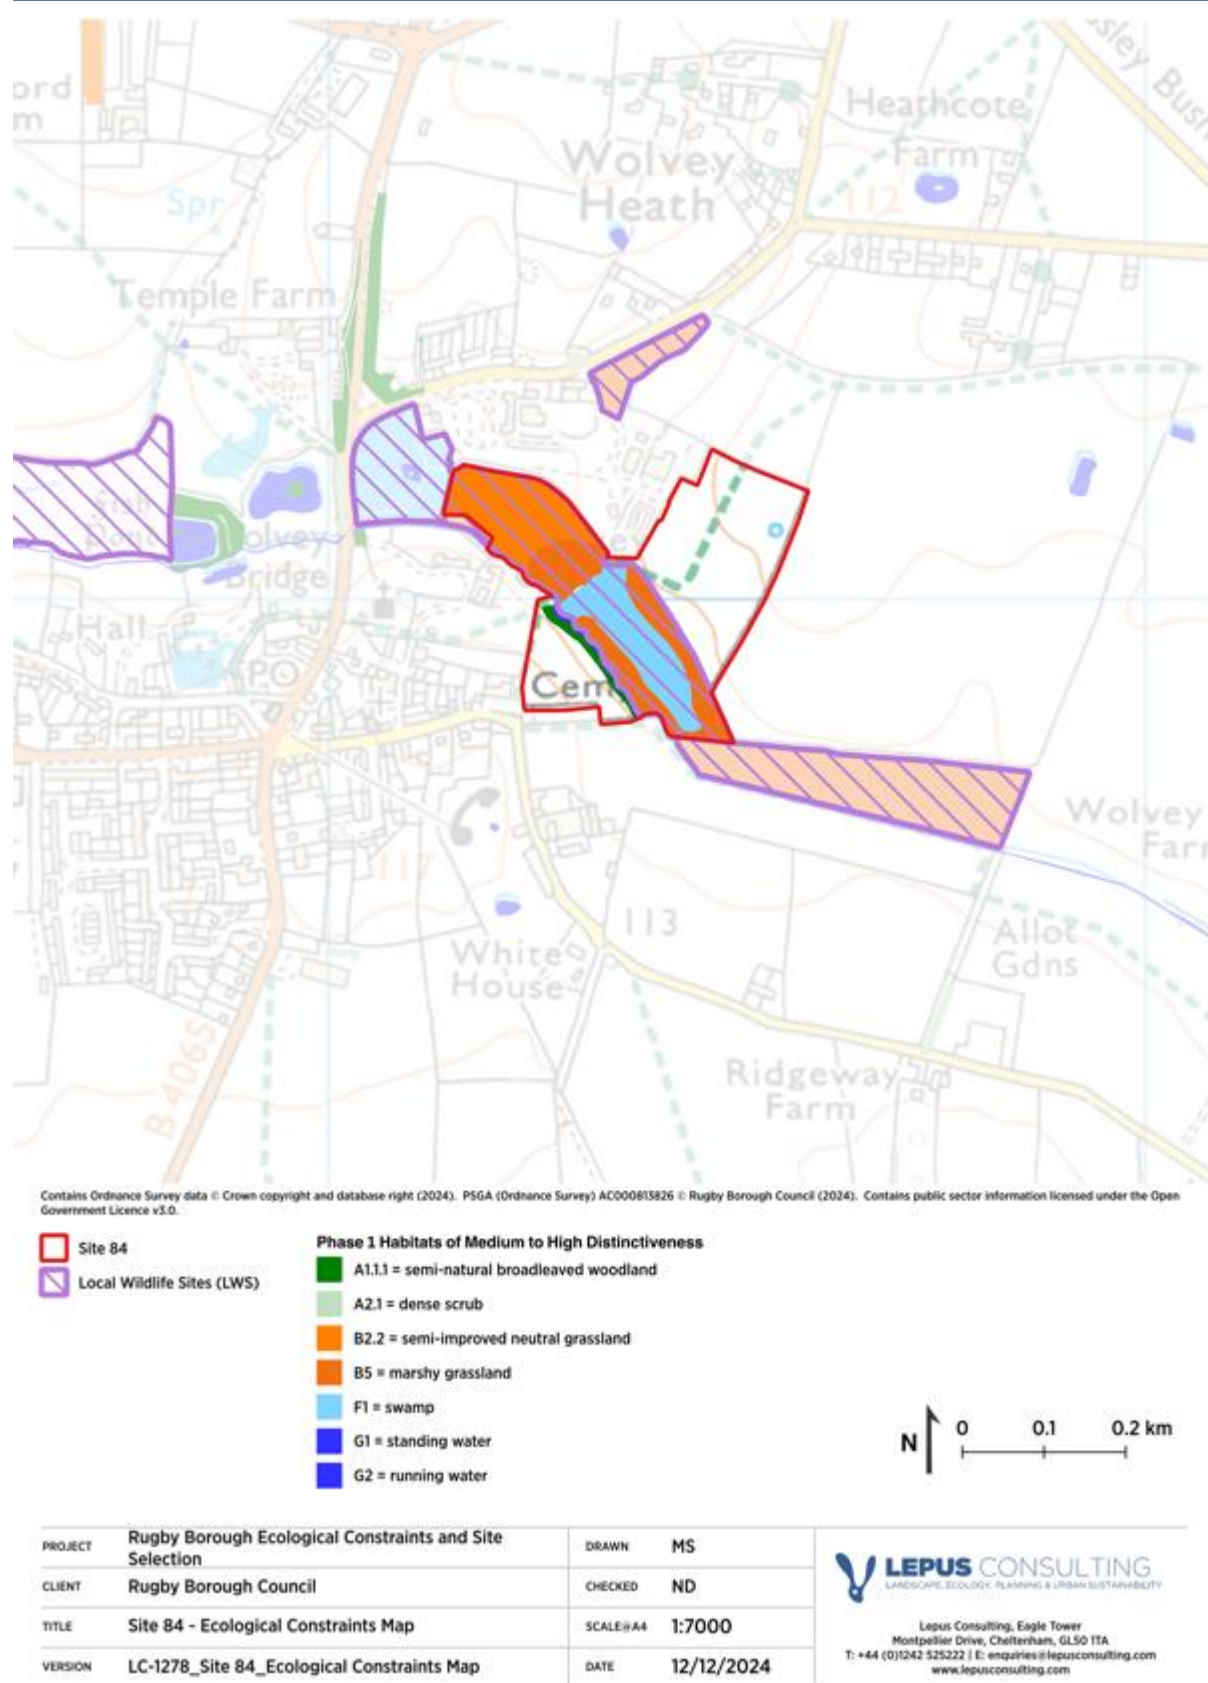 ord
m
Heathcote
Farm
sley Bush
Wolvey
Heath
112
Spr
Temple Farm
Fish
Pond
Wolvey
Bridge
Hall
PO
Cem
Wolvey
Farm
117
113
White
House
Allot
Gdns
B 4065
Ridgeway
Farm
Contains Ordnance Survey data © Crown copyright and database right (2024). PSGA (Ordnance Survey) AC000813826 © Rugby Borough Council (2024). Contains public sector information licensed under the Open
Government Licence v3.0.
Site 84
Local Wildlife Sites (LWS)
Phase 1 Habitats of Medium to High Distinctiveness
A1.1.1 = semi-natural broadleaved woodland
A2.1 = dense scrub
B2.2 = semi-improved neutral grassland
B5 = marshy grassland
F1 = swamp
G1 = standing water
G2 = running water
N
0 0.1 0.2 km
PROJECT Rugby Borough Ecological Constraints and Site
Selection
CLIENT Rugby Borough Council
TITLE Site 84 - Ecological Constraints Map
VERSION LC-1278_Site 84_Ecological Constraints Map
DRAWN MS
CHECKED ND
SCALE@A4 1:7000
DATE 12/12/2024
LEPUS CONSULTING
LANDSCAPE, ECOLOGY, PLANNING & URBAN SUSTAINABILITY
Lepus Consulting, Eagle Tower
Montpellier Drive, Cheltenham, GL50 1TA
T: +44 (0)1242 525222 | E: enquiries@lepusconsulting.com
www.lepusconsulting.com